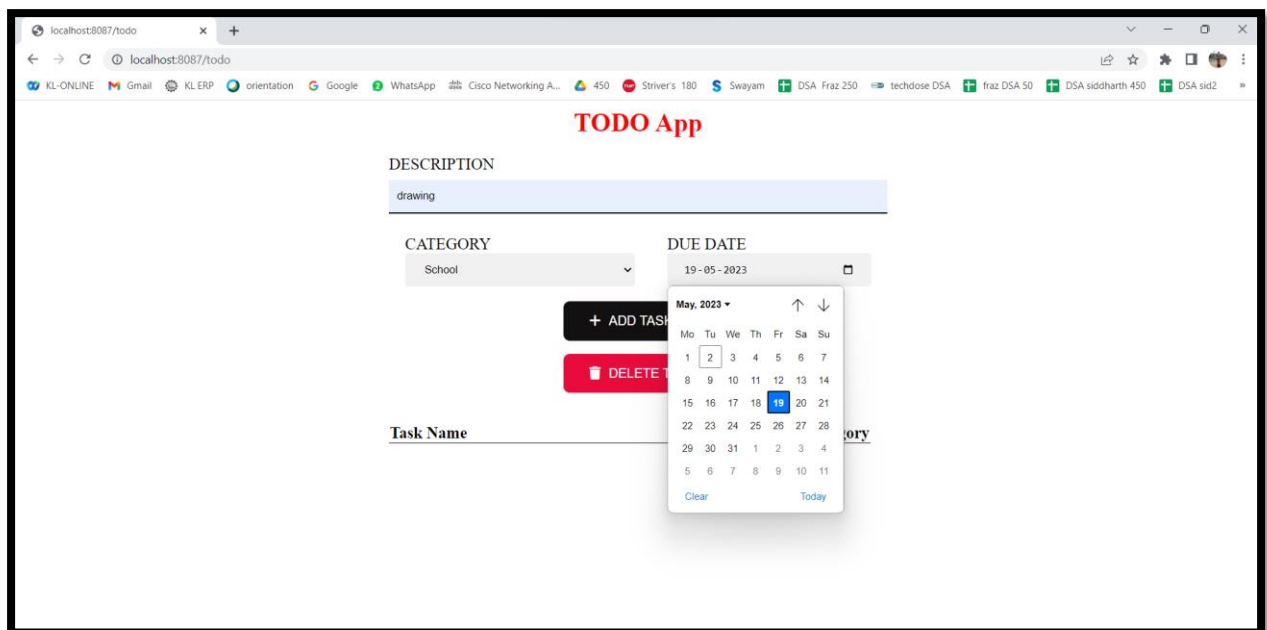 localhost:8087/todo
localhost:8087/todo
KL-ONLINE Gmail KL ERP orientation Google WhatsApp Cisco Networking A... 450 Striver's 180 Swayam DSA Fraz 250 techdose DSA fraz DSA 50 DSA siddharth 450 DSA sid2 »
TODO App
DESCRIPTION
drawing
CATEGORY DUE DATE
School 19-05-2023
May, 2023
+ ADD TASK
Mo Tu We Th Fr Sa Su
1 2 3 4 5 6 7
DELETE T
8 9 10 11 12 13 14
15 16 17 18 19 20 21
22 23 24 25 26 27 28
Task Name gory
29 30 31 1 2 3 4
5 6 7 8 9 10 11
Clear Today